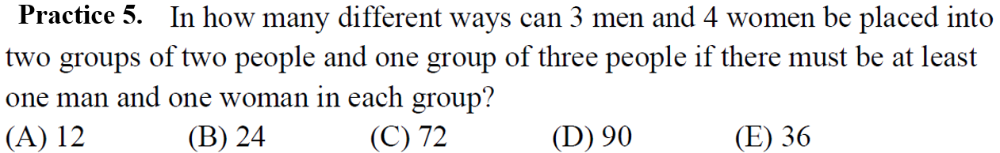 Practice 5. In how many different ways can 3 men and 4 women be placed into
two groups of two people and one group of three people if there must be at least
one man and one woman in each group?
(A) 12 (B) 24 (C) 72 (D) 90 (E) 36